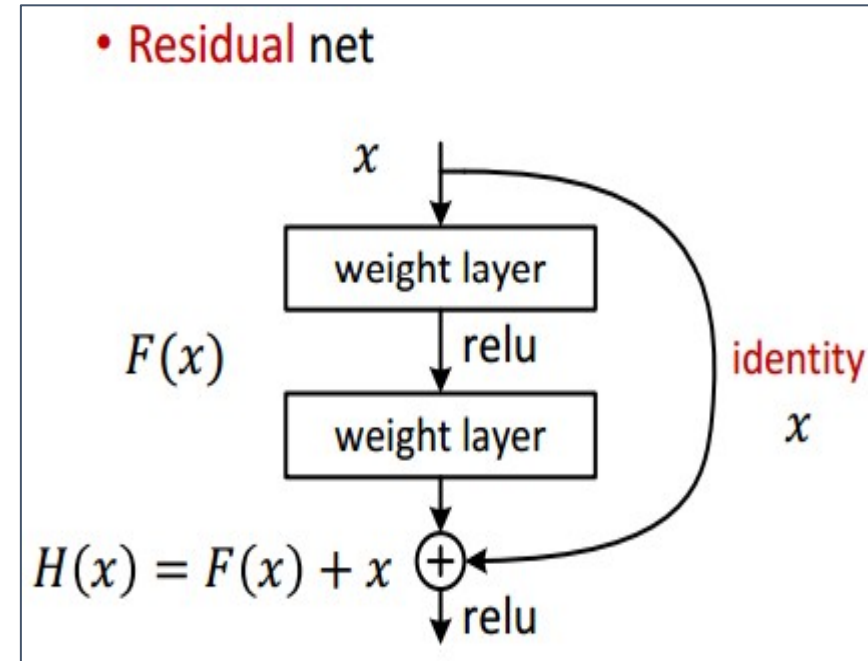 • Residual net
x
weight layer
F(x)
relu
identity
x
weight layer
H(x) = F(x) + x
+
relu